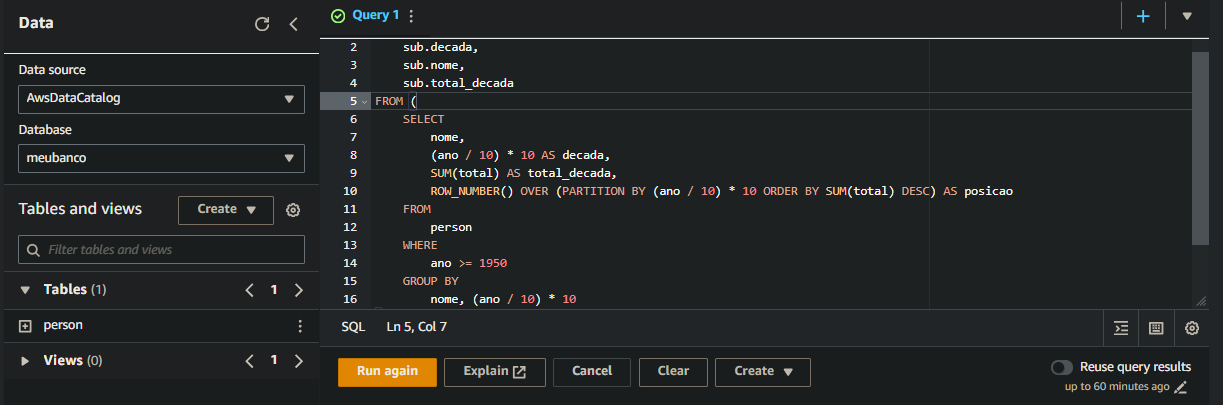 Data
Data source
AwsDataCatalog
Database
meubanco
Tables and views
Create
Filter tables and views
Tables (1)
1
person
Views (0)
1
Query 1
2 sub.decada,
3 sub.nome,
4 sub.total_decada
5 FROM (
6 SELECT
7 nome,
8 (ano / 10) * 10 AS decada,
9 SUM(total) AS total_decada,
10 ROW_NUMBER() OVER (PARTITION BY (ano / 10) * 10 ORDER BY SUM(total) DESC) AS posicao
11 FROM
12 person
13 WHERE
14 ano >= 1950
15 GROUP BY
16 nome, (ano / 10) * 10
SQL Ln 5, Col 7
Run again Explain Cancel Clear Create
Reuse query results
up to 60 minutes ago